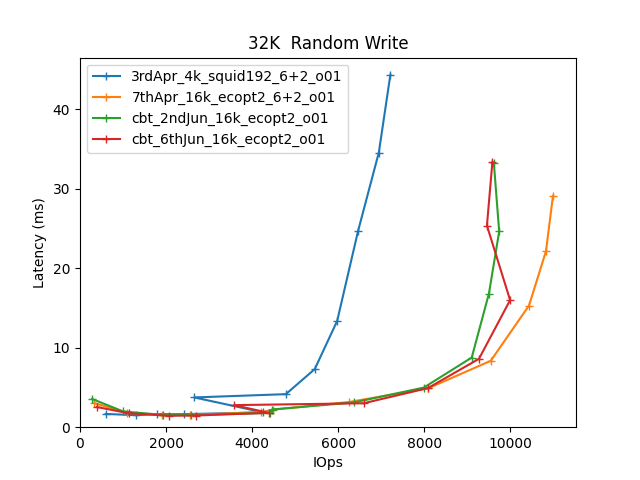 32K  Random Write
3rdApr_4k_squid192_6+2_o01
7thApr_16k_ecopt2_6+2_o01
cbt_2ndJun_16k_ecopt2_o01
cbt_6thJun_16k_ecopt2_o01
Latency (ms)
40
30
20
10
0
0 2000 4000 6000 8000 10000
IOps